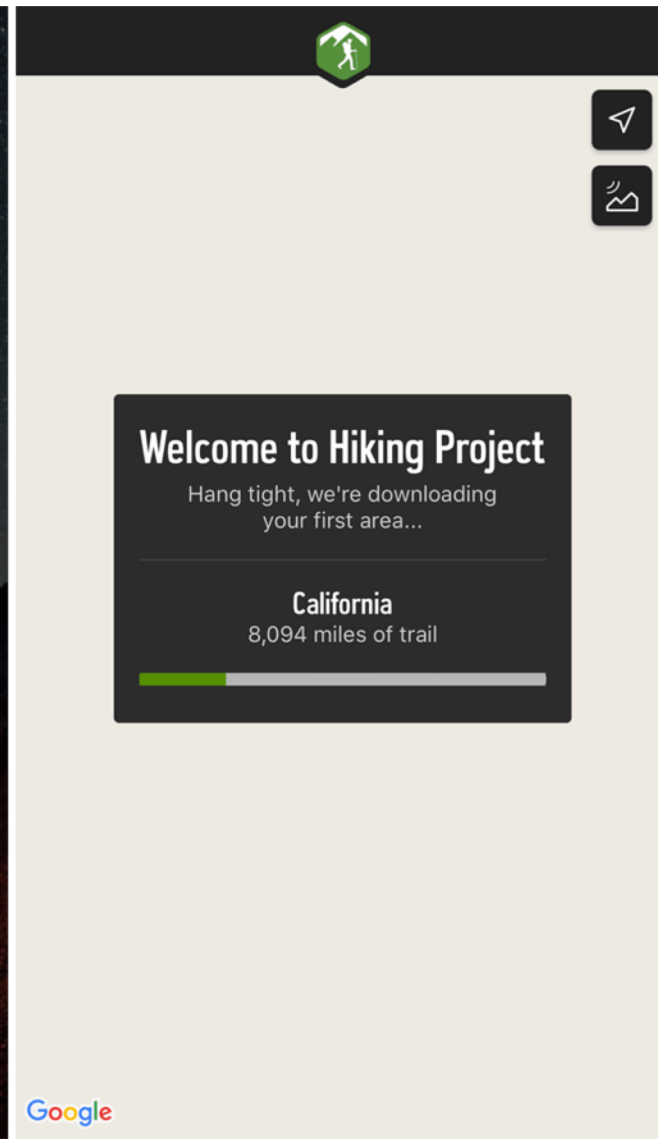 Welcome to Hiking Project
Hang tight, we're downloading
your first area...
California
8,094 miles of trail
Google